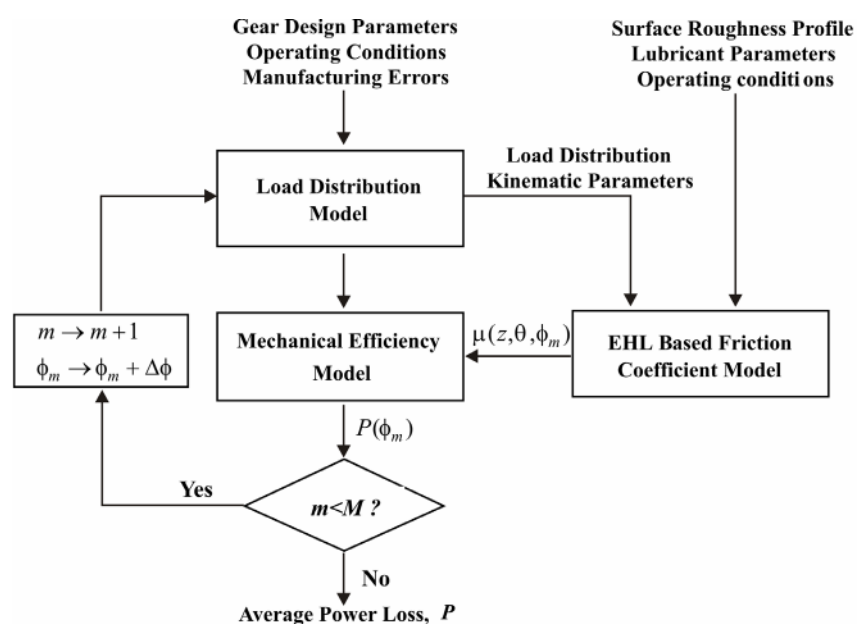 Gear Design Parameters
Operating Conditions
Manufacturing Errors
Surface Roughness Profile
Lubricant Parameters
Operating conditions
Load Distribution
Model
Load Distribution
Kinematic Parameters
m → m + 1
ϕₘ → ϕₘ + Δϕ
Mechanical Efficiency
Model
μ(z,θ,ϕₘ)
EHL Based Friction
Coefficient Model
P(ϕₘ)
Yes
m<M ?
No
Average Power Loss, P